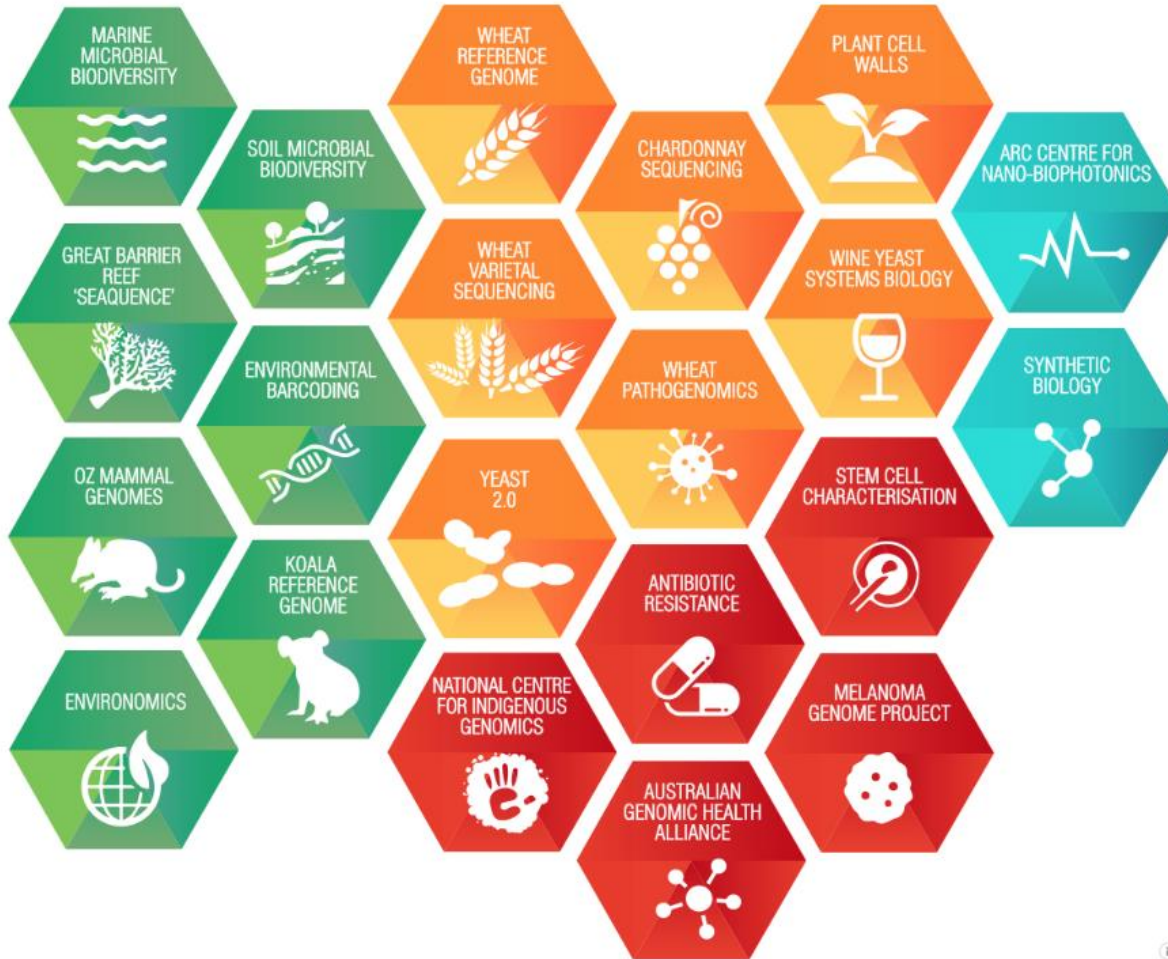 MARINE
MICROBIAL
BIODIVERSITY
WHEAT
REFERENCE
GENOME
PLANT CELL
WALLS
SOIL MICROBIAL
BIODIVERSITY
CHARDONNAY
SEQUENCING
ARC CENTRE FOR
NANO-BIOPHOTONICS
GREAT BARRIER
REEF
'SEAQUENCE'
WHEAT
VARIETAL
SEQUENCING
WINE YEAST
SYSTEMS BIOLOGY
ENVIRONMENTAL
BARCODING
WHEAT
PATHOGENOMICS
SYNTHETIC
BIOLOGY
OZ MAMMAL
GENOMES
YEAST
2.0
STEM CELL
CHARACTERISATION
KOALA
REFERENCE
GENOME
ANTIBIOTIC
RESISTANCE
ENVIRONOMICS
NATIONAL CENTRE
FOR INDIGENOUS
GENOMICS
MELANOMA
GENOME PROJECT
AUSTRALIAN
GENOMIC HEALTH
ALLIANCE